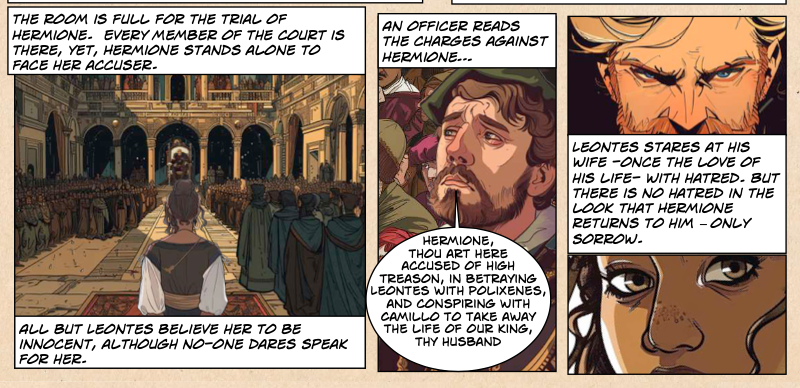 THE ROOM IS FULL FOR THE TRIAL OF
HERMIONE. EVERY MEMBER OF THE COURT IS
THERE, YET, HERMIONE STANDS ALONE TO
FACE HER ACCUSER.
ALL BUT LEONTES BELIEVE HER TO BE
INNOCENT, ALTHOUGH NO-ONE DARES SPEAK
FOR HER.
AN OFFICER READS
THE CHARGES AGAINST
HERMIONE...
HERMIONE,
THOU ART HERE
ACCUSED OF HIGH
TREASON, IN BETRAYING
LEONTES WITH POLIXENES,
AND CONSPIRING WITH
CAMILLO TO TAKE AWAY
THE LIFE OF OUR KING,
THY HUSBAND
LEONTES STARES AT HIS
WIFE -ONCE THE LOVE OF
HIS LIFE- WITH HATRED. BUT
THERE IS NO HATRED IN THE
LOOK THAT HERMIONE
RETURNS TO HIM – ONLY
SORROW.